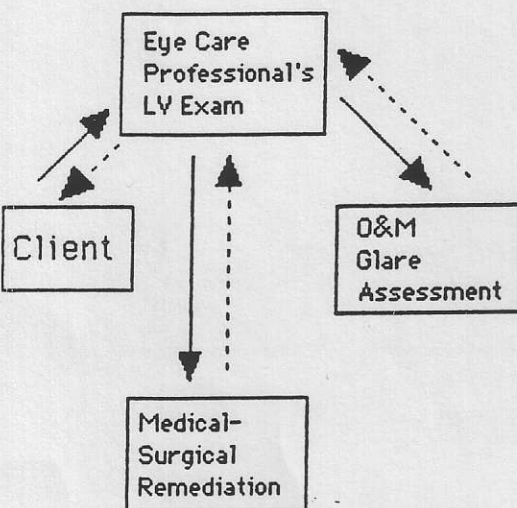 Eye Care
Professional's
LV Exam
Client
O&M
Glare
Assessment
Medical-
Surgical
Remediation